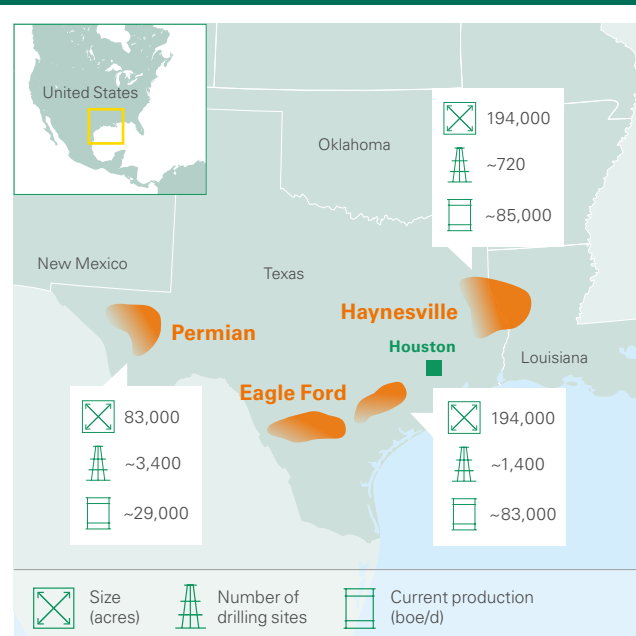 United States
Oklahoma
194,000
~720
~85,000
New Mexico
Texas
Haynesville
Permian
Houston
Louisiana
Eagle Ford
83,000
~3,400
~29,000
194,000
~1,400
~83,000
Size
(acres)
Number of
drilling sites
Current production
(boe/d)